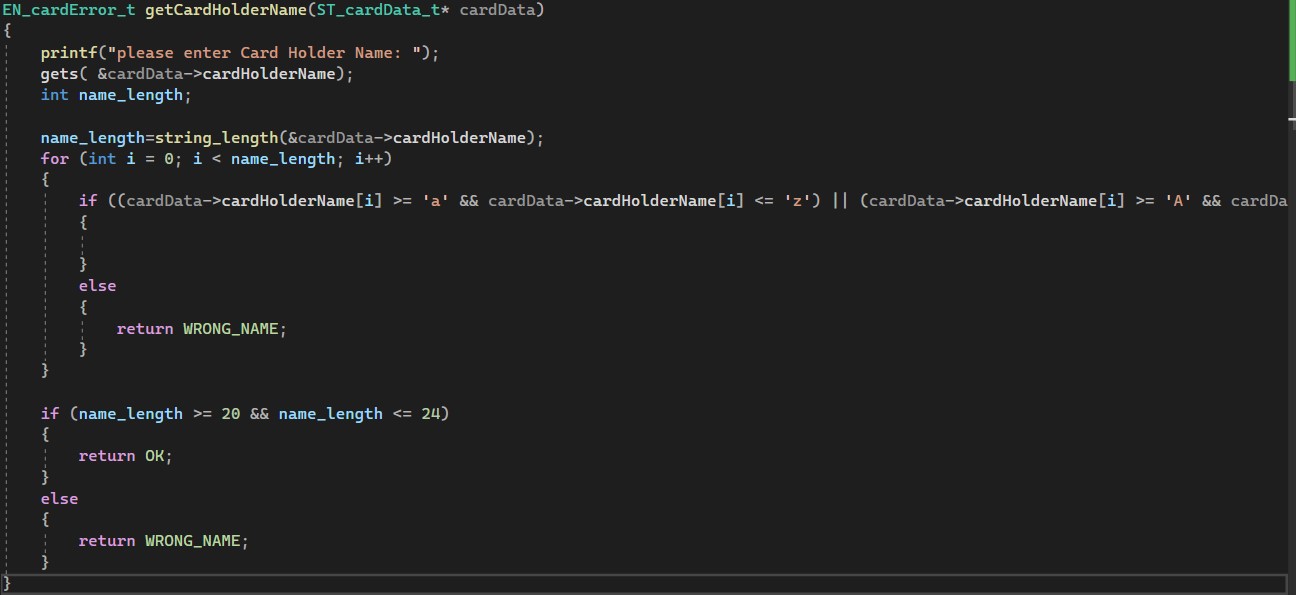 EN_cardError_t getCardHolderName(ST_cardData_t* cardData)
{
    printf("please enter Card Holder Name: ");
    gets( &cardData->cardHolderName);
    int name_length;

    name_length=string_length(&cardData->cardHolderName);
    for (int i = 0; i < name_length; i++)
    {
        if ((cardData->cardHolderName[i] >= 'a' && cardData->cardHolderName[i] <= 'z') || (cardData->cardHolderName[i] >= 'A' && cardDa
        {

        }
        else
        {
            return WRONG_NAME;
        }
    }

    if (name_length >= 20 && name_length <= 24)
    {
        return OK;
    }
    else
    {
        return WRONG_NAME;
    }
}